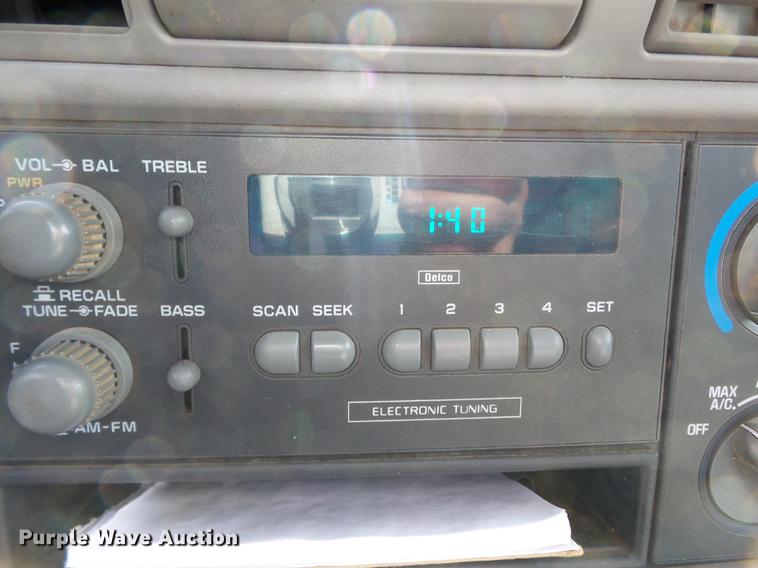 VOL BAL
TREBLE
PWR
1:40
Delco
RECALL
TUNE FADE
BASS
SCAN SEEK 1 2 3 4 SET
F
AM-FM
ELECTRONIC TUNING
MAX
A/C.
OFF
Purple Wave Auction